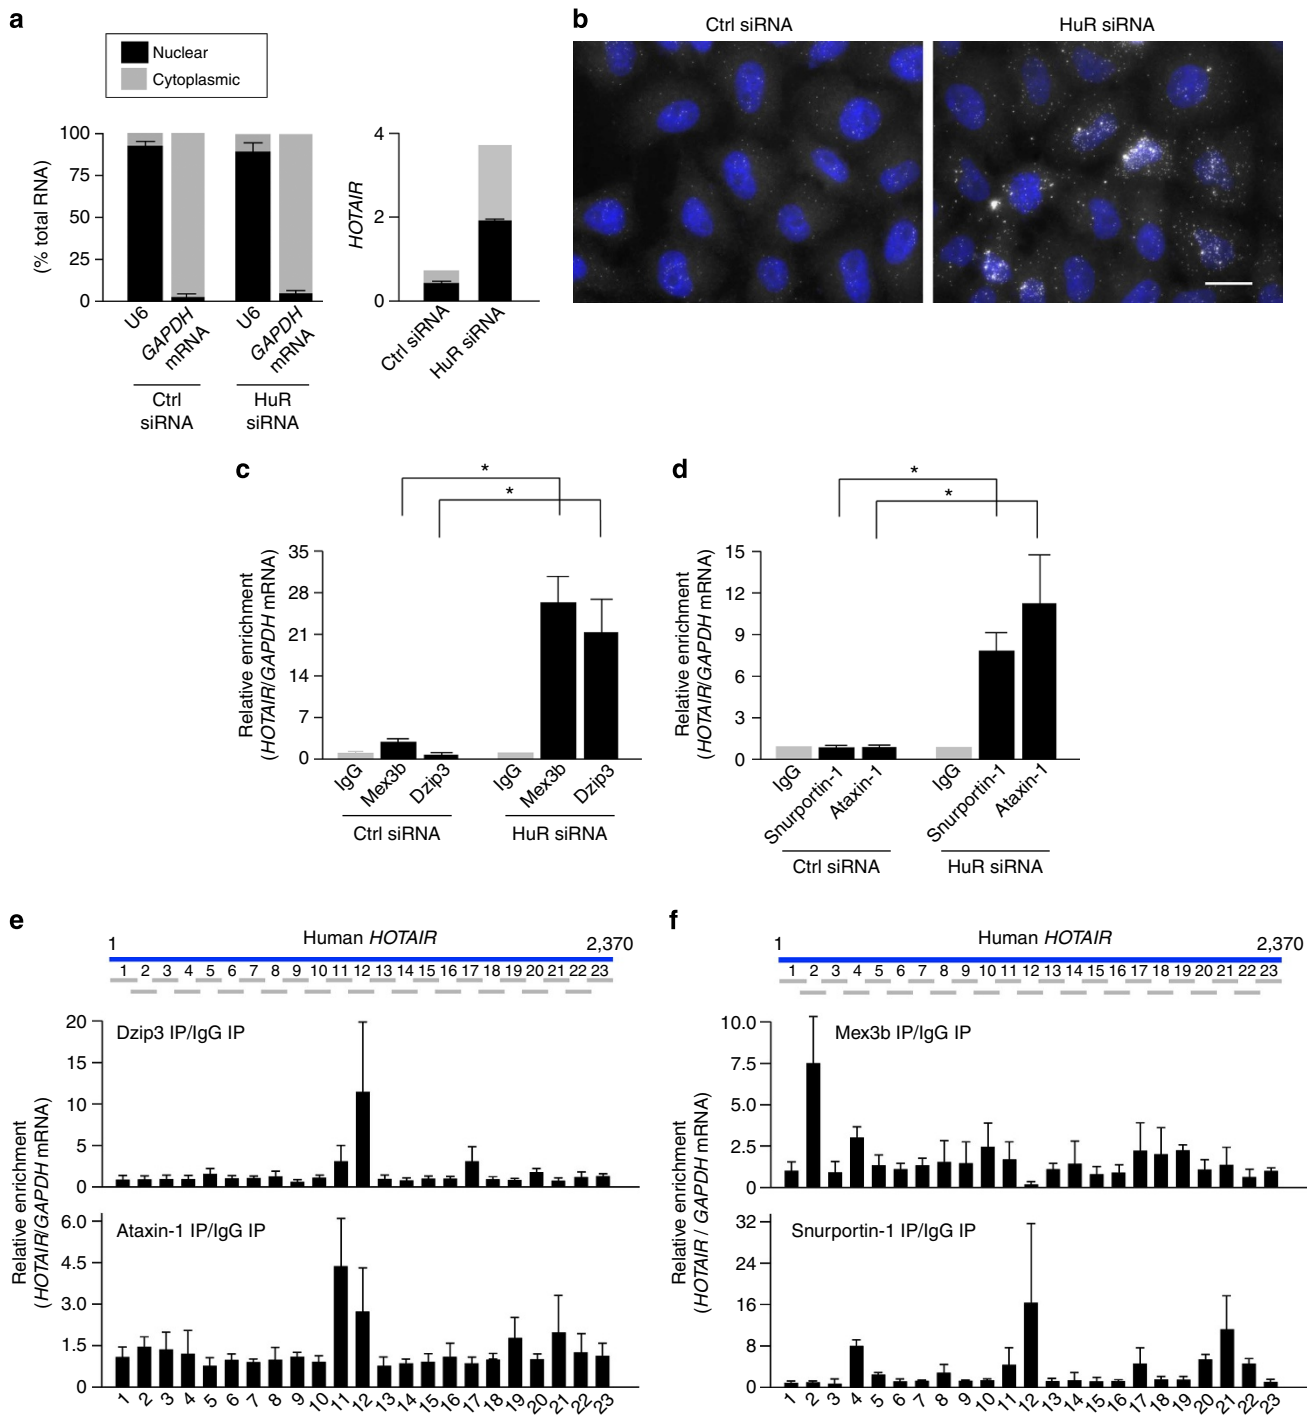 a
Nuclear
Cytoplasmic
(% total RNA)
100
75
50
25
0
U6
GAPDH
mRNA
U6
GAPDH
mRNA
Ctrl
siRNA
HuR
siRNA
HOTAIR
4
2
0
Ctrl siRNA
HuR siRNA
b
Ctrl siRNA
HuR siRNA
c
*
*
Relative enrichment
(HOTAIR/GAPDH mRNA)
35
28
21
14
7
0
IgG
Mex3b
Dzip3
IgG
Mex3b
Dzip3
Ctrl siRNA
HuR siRNA
d
*
*
Relative enrichment
(HOTAIR/GAPDH mRNA)
15
12
9
6
3
0
IgG
Snurportin-1
Ataxin-1
IgG
Snurportin-1
Ataxin-1
Ctrl siRNA
HuR siRNA
e
1 Human HOTAIR 2,370
1 2 3 4 5 6 7 8 9 10 11 12 13 14 15 16 17 18 19 20 21 22 23
Relative enrichment
(HOTAIR/GAPDH mRNA)
Dzip3 IP/IgG IP
20
15
10
5
0
Ataxin-1 IP/IgG IP
6.0
4.5
3.0
1.5
0
1 2 3 4 5 6 7 8 9 10 11 12 13 14 15 16 17 18 19 20 21 22 23
f
1 Human HOTAIR 2,370
1 2 3 4 5 6 7 8 9 10 11 12 13 14 15 16 17 18 19 20 21 22 23
Relative enrichment
(HOTAIR / GAPDH mRNA)
Mex3b IP/IgG IP
10.0
7.5
5.0
2.5
0
Snurportin-1 IP/IgG IP
32
24
16
8
0
1 2 3 4 5 6 7 8 9 10 11 12 13 14 15 16 17 18 19 20 21 22 23